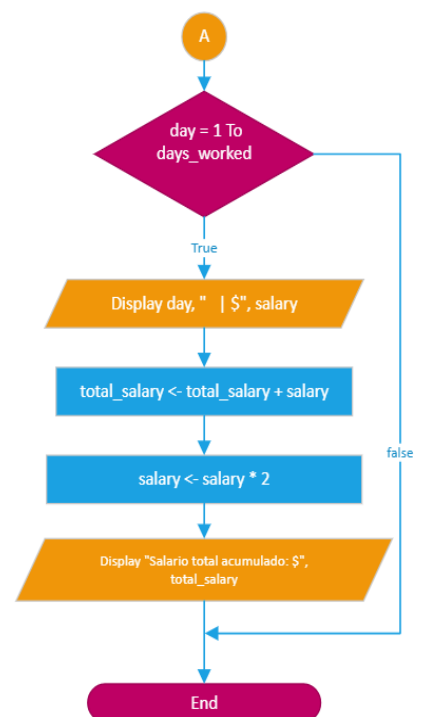 A
day = 1 To
days_worked
True
Display day, "   | $", salary
total_salary <- total_salary + salary
false
salary <- salary * 2
Display "Salario total acumulado: $",
total_salary
End